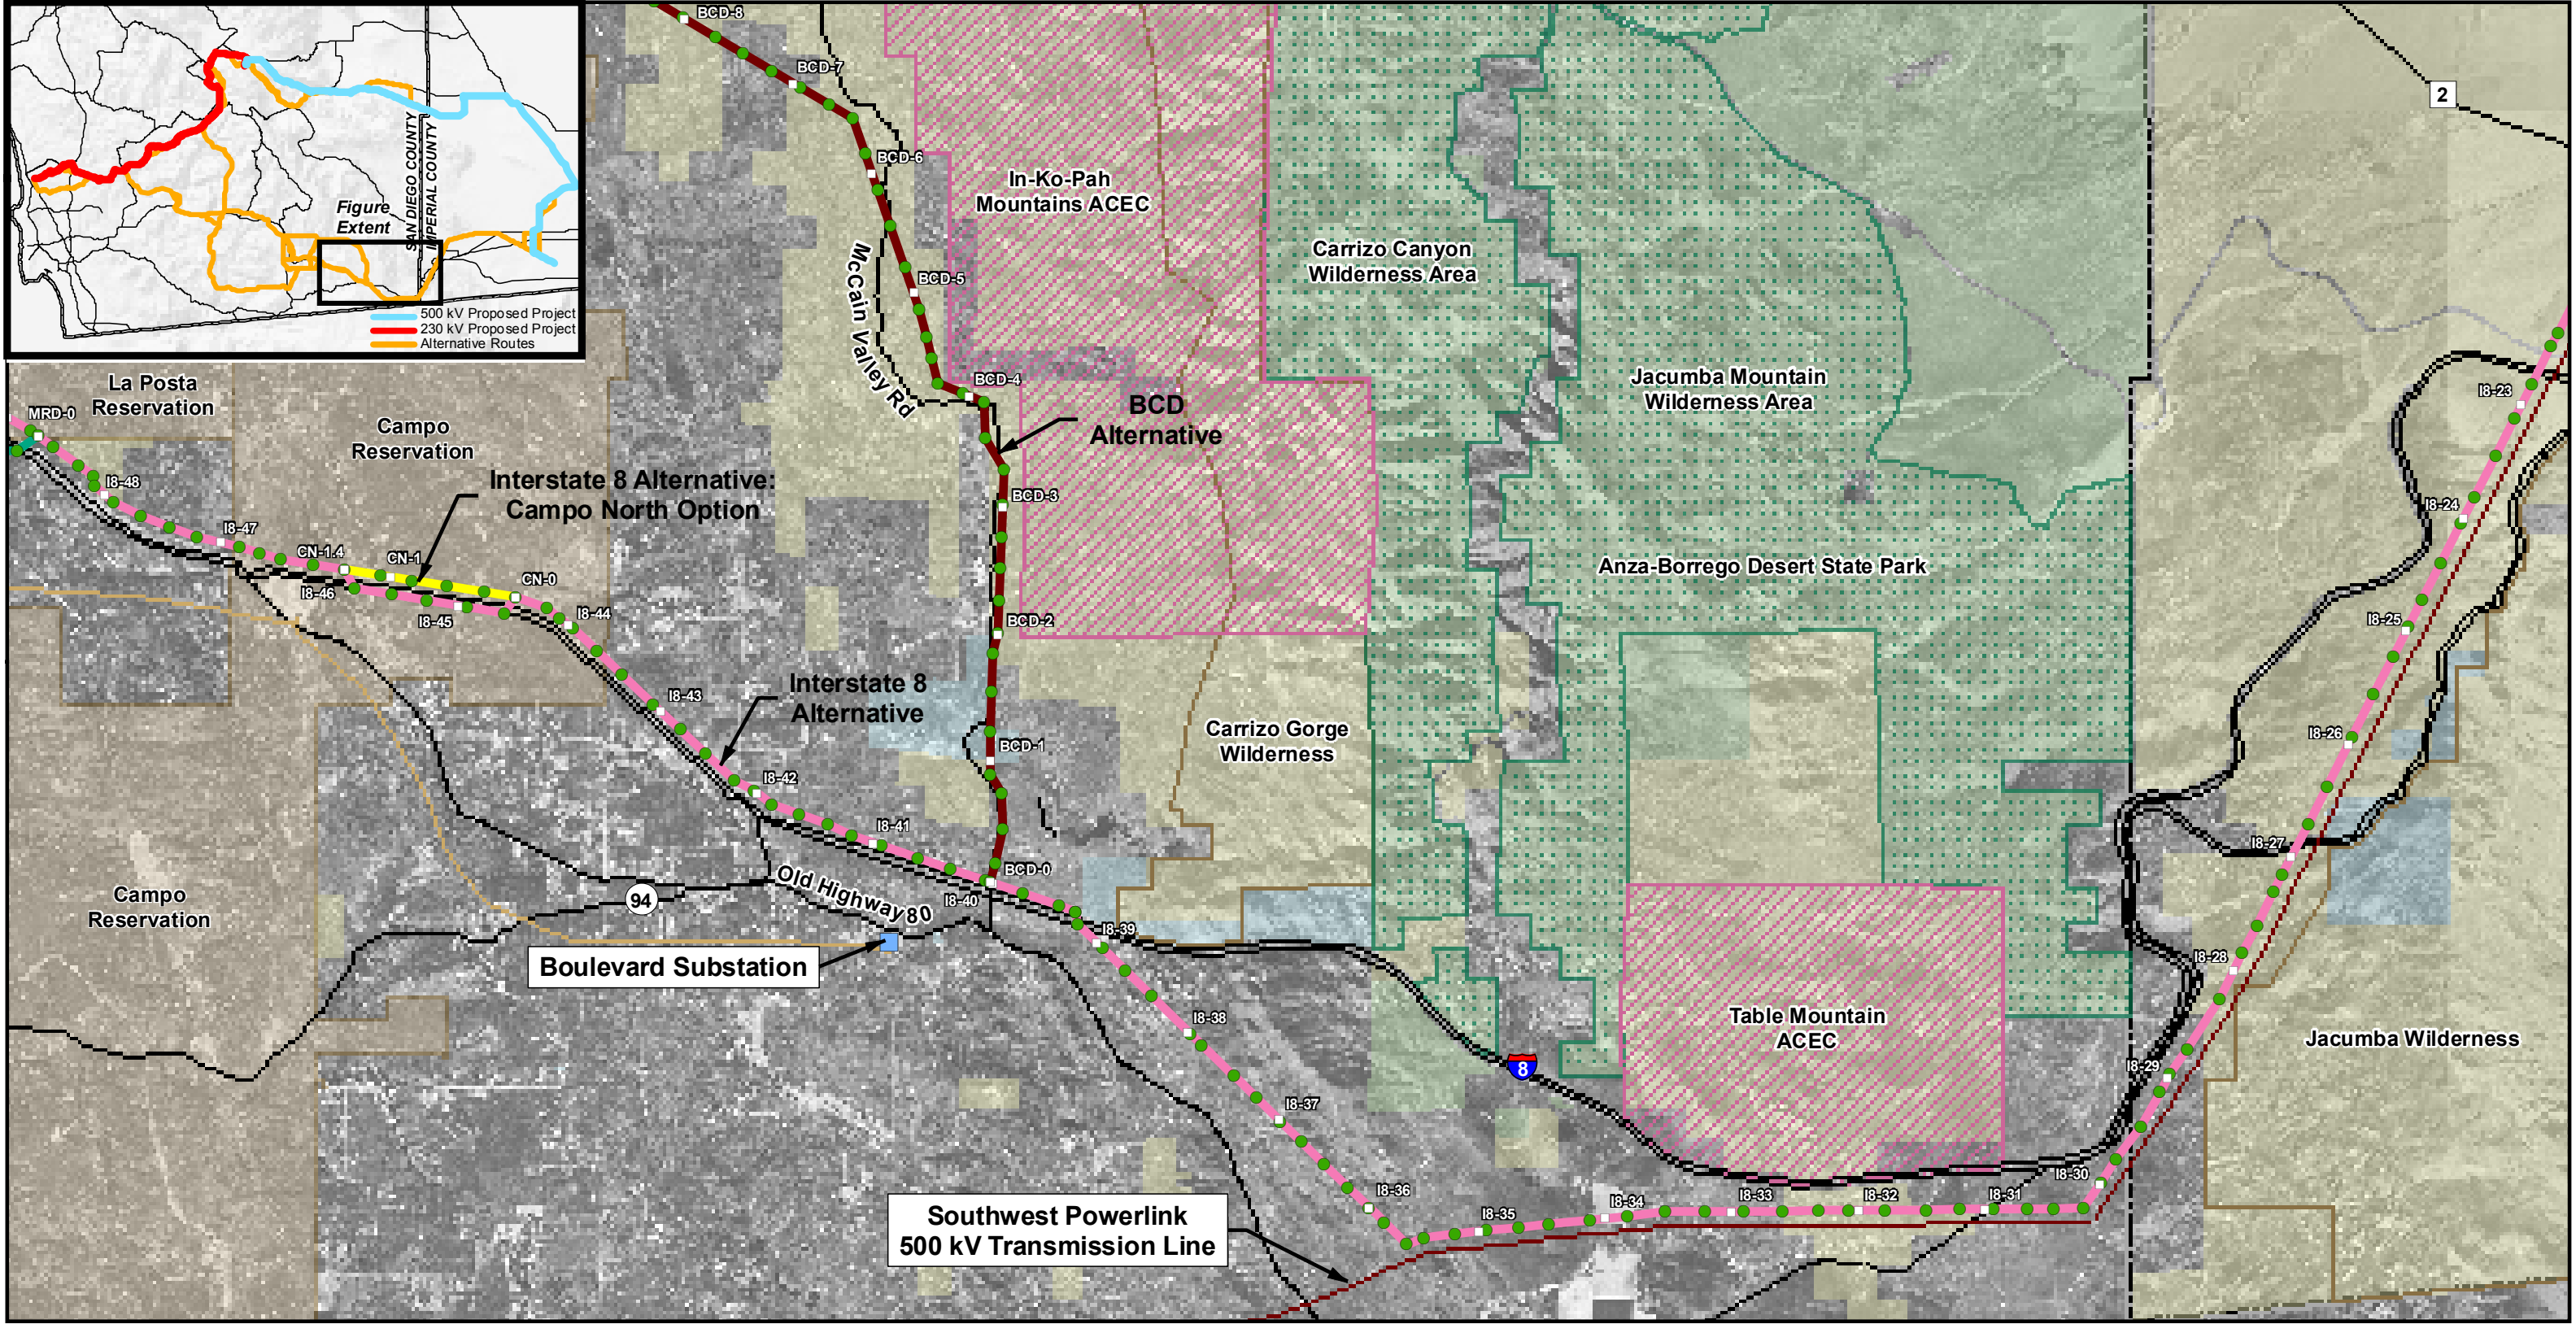 SAN DIEGO COUNTY
IMPERIAL COUNTY
Figure
Extent
500 kV Proposed Project
230 kV Proposed Project
Alternative Routes
BCD-8
BCD-7
BCD-6
BCD-5
BCD-4
BCD-3
BCD-2
BCD-1
BCD-0
McCain Valley Rd
In-Ko-Pah
Mountains ACEC
Carrizo Canyon
Wilderness Area
Jacumba Mountain
Wilderness Area
2
La Posta
Reservation
Campo
Reservation
BCD
Alternative
Interstate 8 Alternative:
Campo North Option
MRD-0
I8-48
I8-47
CN-1.4
CN-1
CN-0
I8-46
I8-45
I8-44
I8-43
I8-42
I8-41
I8-40
I8-39
I8-38
I8-37
I8-36
I8-35
I8-34
I8-33
I8-32
I8-31
I8-30
I8-29
I8-28
I8-27
I8-26
I8-25
I8-24
I8-23
Anza-Borrego Desert State Park
Interstate 8
Alternative
Carrizo Gorge
Wilderness
Campo
Reservation
94
Old Highway 80
Boulevard Substation
8
Table Mountain
ACEC
Jacumba Wilderness
Southwest Powerlink
500 kV Transmission Line